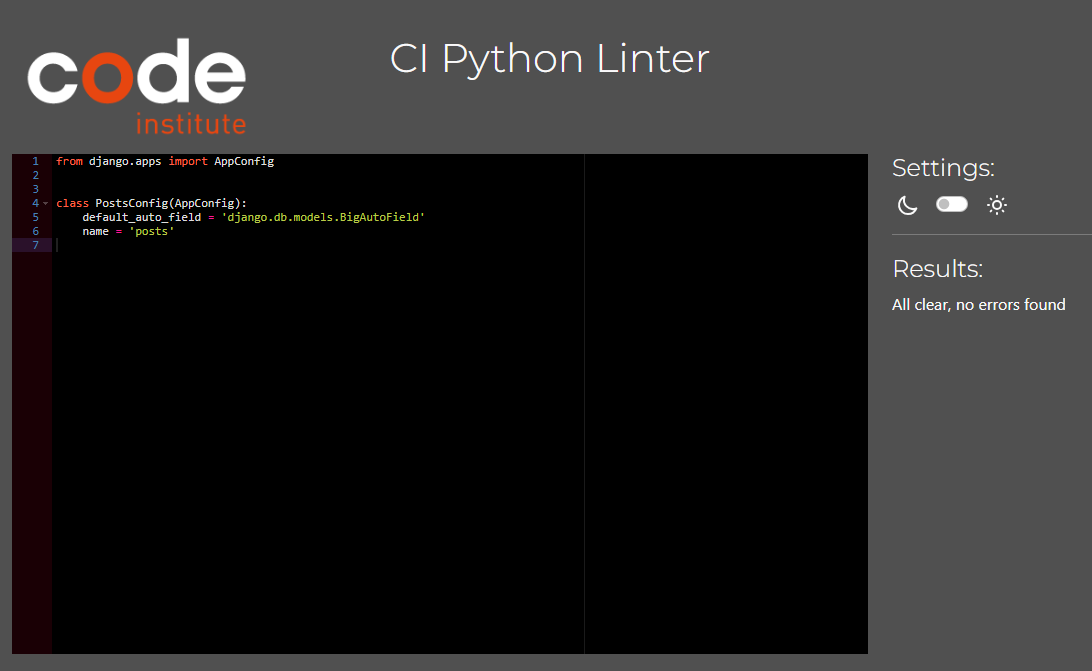 code
institute
CI Python Linter
1 from django.apps import AppConfig
2
3
4 class PostsConfig(AppConfig):
5     default_auto_field = 'django.db.models.BigAutoField'
6     name = 'posts'
7
Settings:
Results:
All clear, no errors found